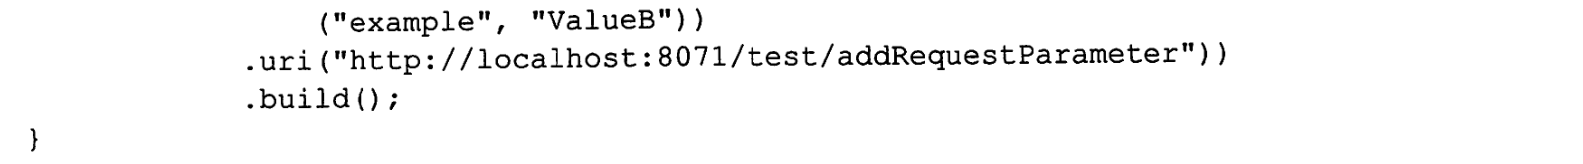 ("example", "ValueB"))
.uri("http://localhost:8071/test/addRequestParameter"))
.build();
}